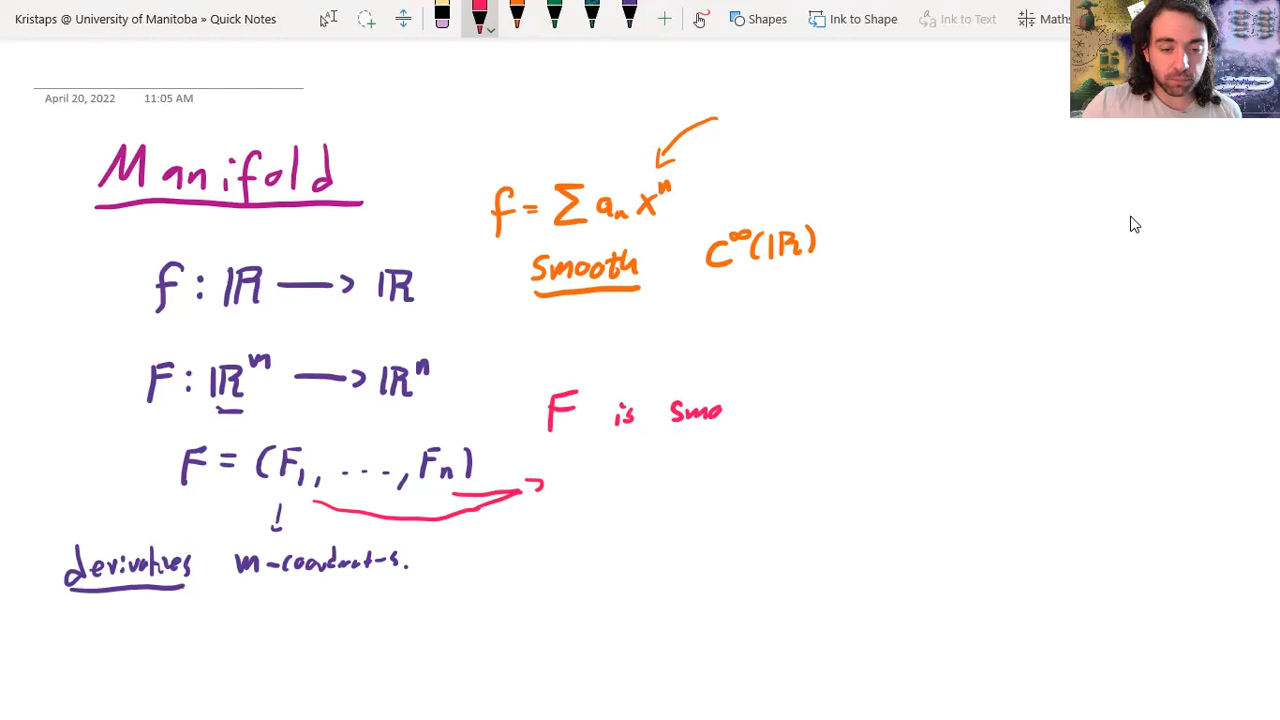 Kristaps @ University of Manitoba » Quick Notes
Shapes
Ink to Shape
Ink to Text
Maths
April 20, 2022 11:05 AM
Manifold
f = ∑ aₙ xⁿ
Smooth C^∞(ℝ)
f : ℝ ⟶ ℝ
F : ℝᵐ ⟶ ℝⁿ
F is smo
F = (F₁, ..., Fₙ)
derivatives m-coordinates.